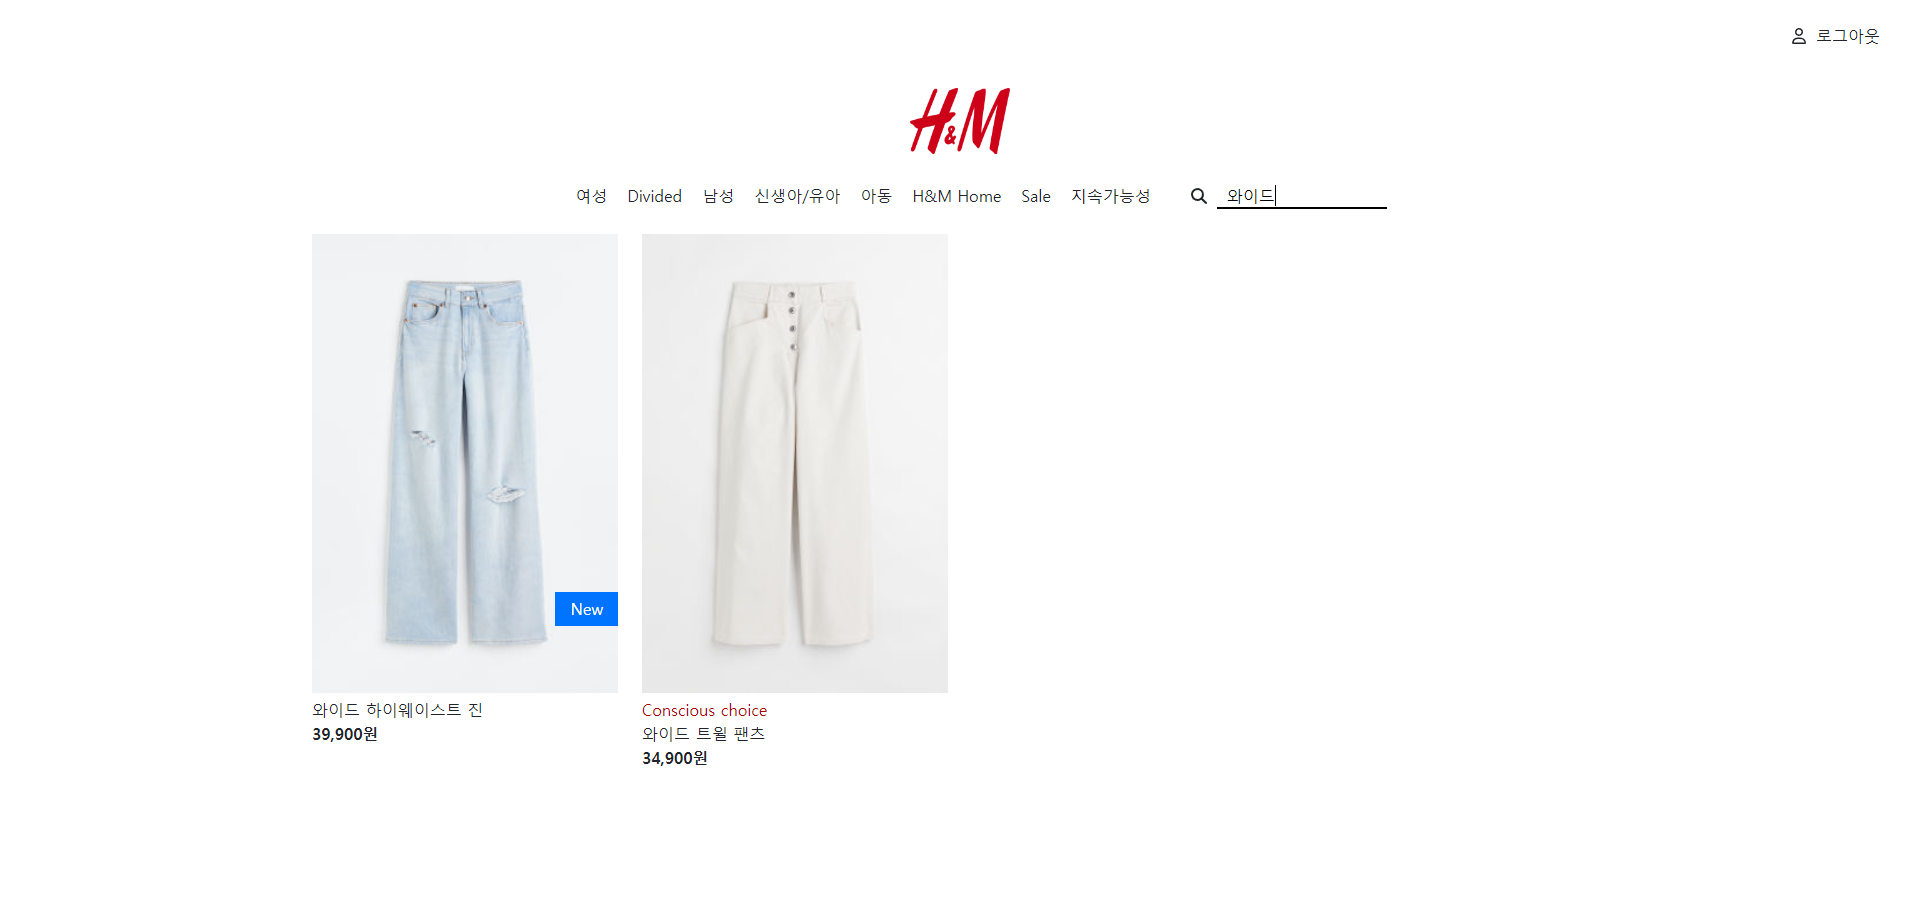 로그아웃
H&M
여성 Divided 남성 신생아/유아 아동 H&M Home Sale 지속가능성 와이드
New
와이드 하이웨이스트 진
39,900원
Conscious choice
와이드 트윌 팬츠
34,900원